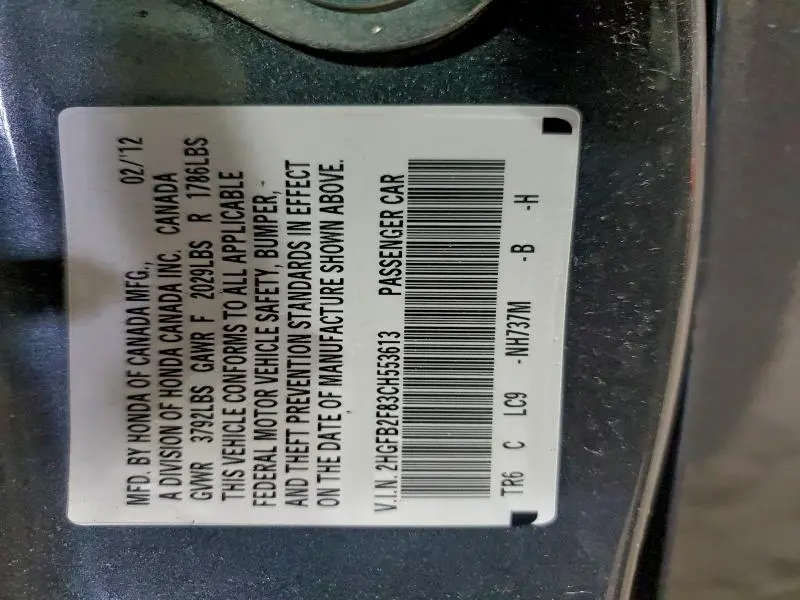 MFD. BY HONDA OF CANADA MFG., 02/'12
A DIVISION OF HONDA CANADA INC. CANADA
GVWR 3792LBS GAWR F 2029LBS R 1786LBS
THIS VEHICLE CONFORMS TO ALL APPLICABLE
FEDERAL MOTOR VEHICLE SAFETY, BUMPER,
AND THEFT PREVENTION STANDARDS IN EFFECT
ON THE DATE OF MANUFACTURE SHOWN ABOVE.
V.I.N. 2HGFB2F83CH553613 PASSENGER CAR
TR6 C LC9 -NH737M -B -H